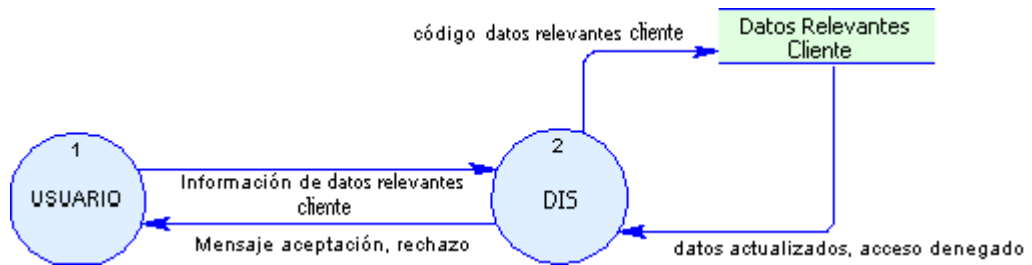 código datos relevantes cliente
Datos Relevantes
Cliente
1
USUARIO
Información de datos relevantes
cliente
Mensaje aceptación, rechazo
2
DIS
datos actualizados, acceso denegado